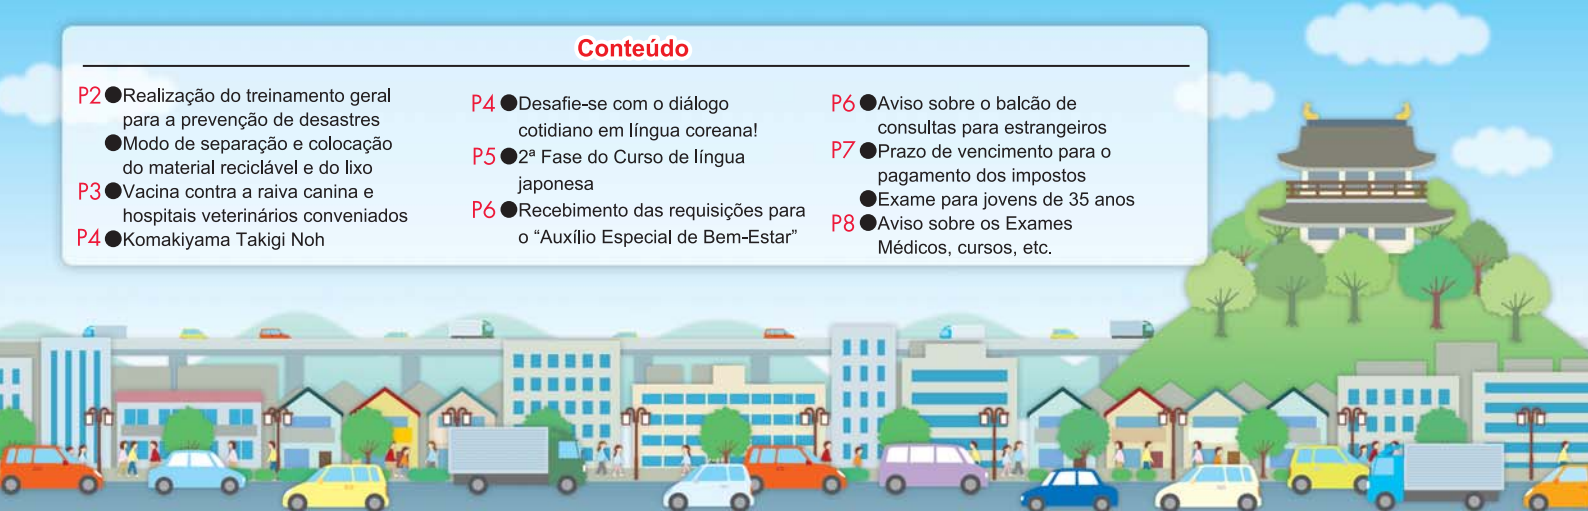 Conteúdo
P2 ●Realização do treinamento geral
para a prevenção de desastres
●Modo de separação e colocação
do material reciclável e do lixo
P3 ●Vacina contra a raiva canina e
hospitais veterinários conveniados
P4 ●Komakiyama Takigi Noh
P4 ●Desafie-se com o diálogo
cotidiano em língua coreana!
P5 ●2ª Fase do Curso de língua
japonesa
P6 ●Recebimento das requisições para
o “Auxílio Especial de Bem-Estar”
P6 ●Aviso sobre o balcão de
consultas para estrangeiros
P7 ●Prazo de vencimento para o
pagamento dos impostos
●Exame para jovens de 35 anos
P8 ●Aviso sobre os Exames
Médicos, cursos, etc.